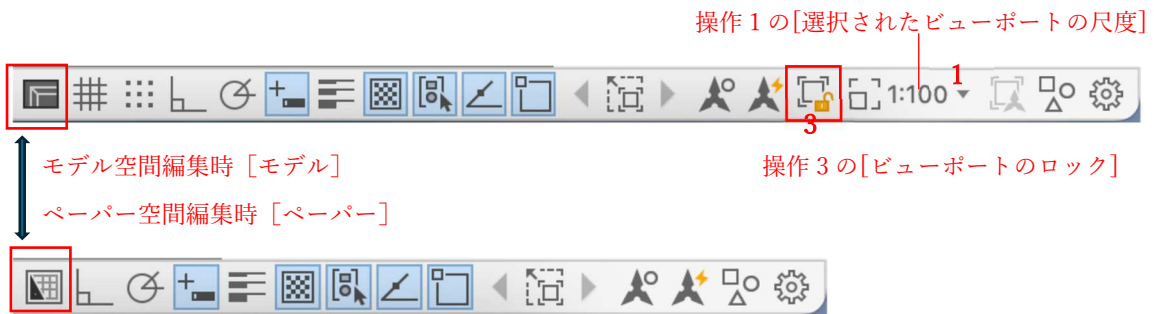 操作1の[選択されたビューポートの尺度]
1
1:100
3
操作3の[ビューポートのロック]
モデル空間編集時［モデル］
ペーパー空間編集時［ペーパー］